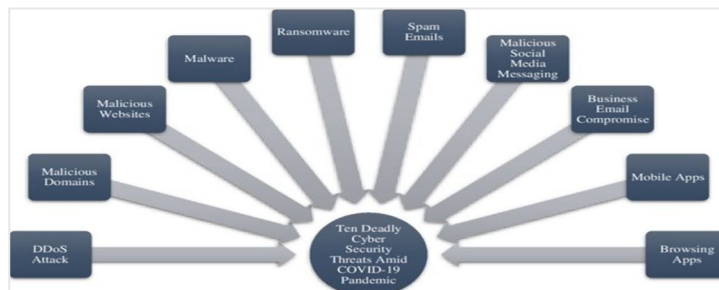 DDoS
Attack
Malicious
Domains
Malicious
Websites
Malware
Ransomware
Spam
Emails
Malicious
Social
Media
Messaging
Business
Email
Compromise
Mobile Apps
Browsing
Apps
Ten Deadly
Cyber
Security
Threats Amid
COVID-19
Pandemic